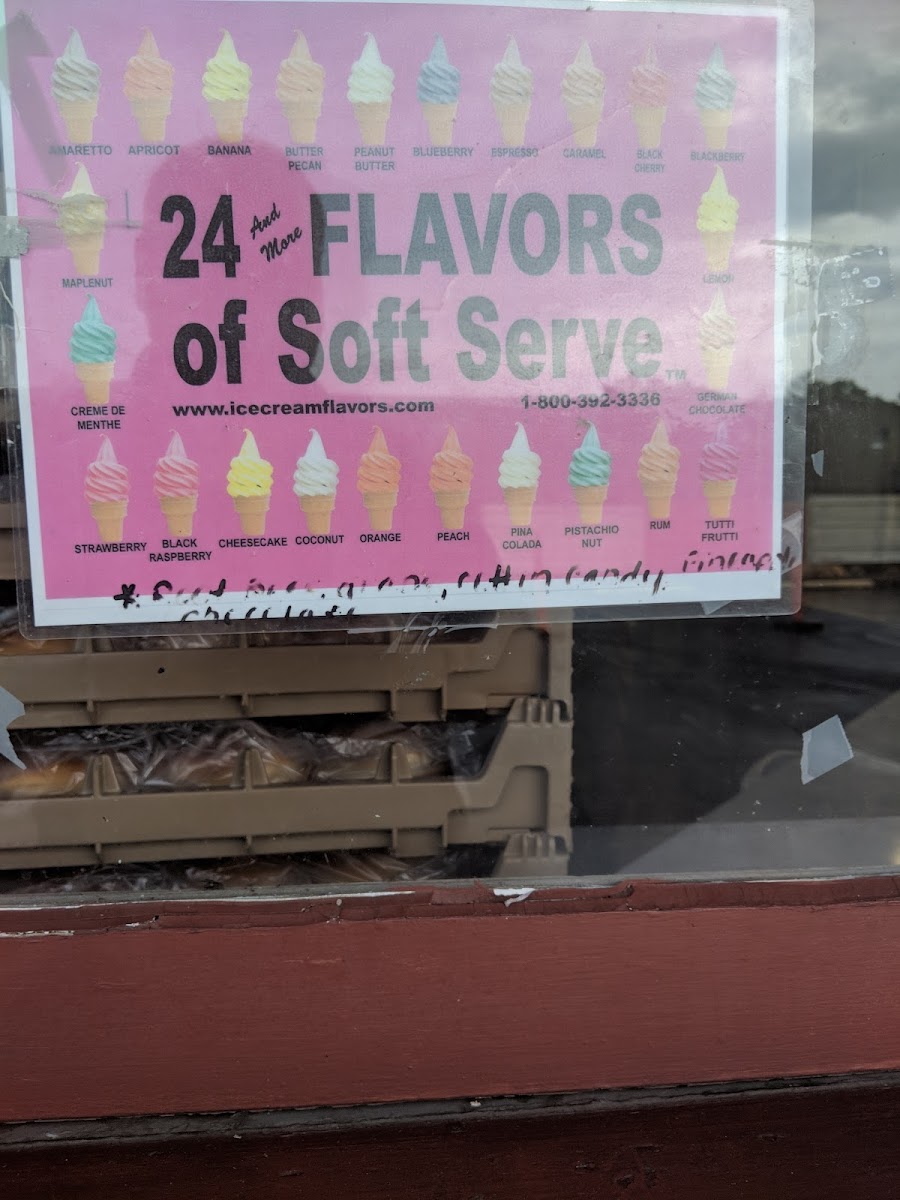 AMARETTO APRICOT BANANA BUTTER PECAN PEANUT BUTTER BLUEBERRY ESPRESSO CARAMEL BLACK CHERRY BLACKBERRY
24 And More FLAVORS
MAPLENUT LEMON
of Soft Serve TM
CREME DE MENTHE GERMAN CHOCOLATE
www.icecreamflavors.com 1-800-392-3336
STRAWBERRY BLACK RASPBERRY CHEESECAKE COCONUT ORANGE PEACH PINA COLADA PISTACHIO NUT RUM TUTTI FRUTTI
* candy